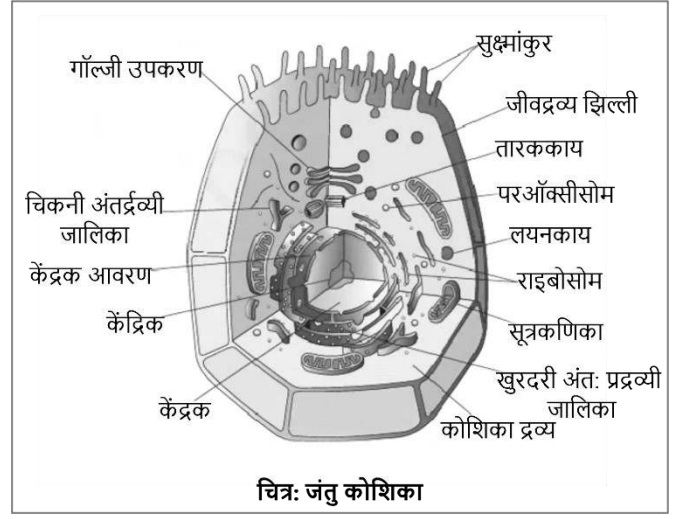 सुक्ष्मांकुर
गॉल्जी उपकरण
जीवद्रव्य झिल्ली
तारककाय
परऑक्सीसोम
चिकनी अंतर्द्रव्यी
जालिका
लयनकाय
केंद्रक आवरण
राइबोसोम
केंद्रिक
सूत्रकणिका
खुरदरी अंत: प्रद्रव्यी
जालिका
केंद्रक
कोशिका द्रव्य
चित्र: जंतु कोशिका